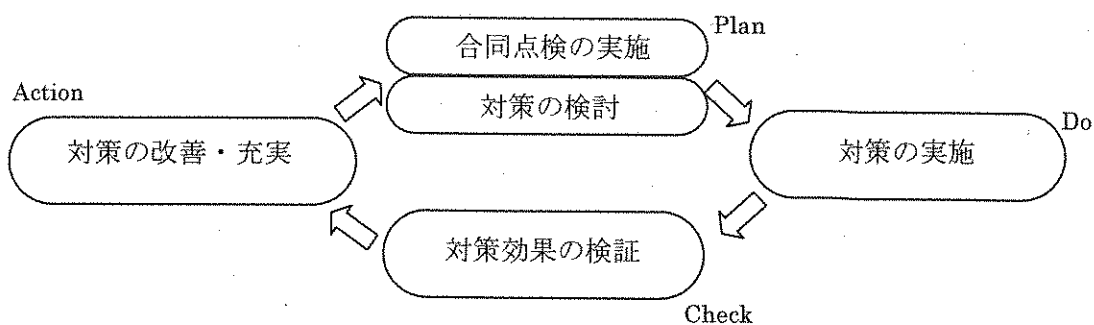 合同点検の実施
Plan
対策の検討
Action
対策の改善・充実
対策の実施
Do
対策効果の検証
Check